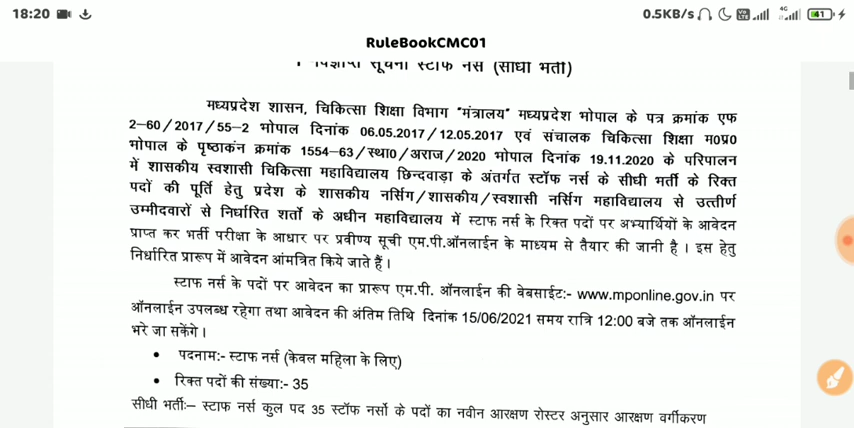 18:20 0.5KB/s 4G 41
RuleBookCMC01
विज्ञप्ति सूचना स्टाफ नर्स (सीधी भर्ती)
मध्यप्रदेश शासन, चिकित्सा शिक्षा विभाग "मंत्रालय" मध्यप्रदेश भोपाल के पत्र क्रमांक एफ
2–60/2017/55–2 भोपाल दिनांक 06.05.2017/12.05.2017 एवं संचालक चिकित्सा शिक्षा म0प्र0
भोपाल के पृष्ठाकंन क्रमांक 1554–63/स्था0/अराज/2020 भोपाल दिनांक 19.11.2020 के परिपालन
में शासकीय स्वशासी चिकित्सा महाविद्यालय छिन्दवाड़ा के अंतर्गत स्टॉफ नर्स के सीधी भर्ती के रिक्त
पदों की पूर्ति हेतु प्रदेश के शासकीय नर्सिग/शासकीय/स्वशासी नर्सिग महाविद्यालय से उत्तीर्ण
उम्मीदवारों से निर्धारित शर्तो के अधीन महाविद्यालय में स्टाफ नर्स के रिक्त पदों पर अभ्यार्थियों के आवेदन
प्राप्त कर भर्ती परीक्षा के आधार पर प्रवीण्य सूची एम.पी.ऑनलाईन के माध्यम से तैयार की जानी है । इस हेतु
निर्धारित प्रारूप में आवेदन आंमत्रित किये जाते हैं ।
स्टाफ नर्स के पदों पर आवेदन का प्रारूप एम.पी. ऑनलाईन की वेबसाईट:- www.mponline.gov.in पर
ऑनलाईन उपलब्ध रहेगा तथा आवेदन की अंतिम तिथि दिनांक 15/06/2021 समय रात्रि 12:00 बजे तक ऑनलाईन
भरे जा सकेंगे ।
• पदनाम:- स्टाफ नर्स (केवल महिला के लिए)
• रिक्त पदों की संख्या:- 35
सीधी भर्ती:– स्टाफ नर्स कुल पद 35 स्टॉफ नर्सो के पदों का नवीन आरक्षण रोस्टर अनुसार आरक्षण वर्गीकरण